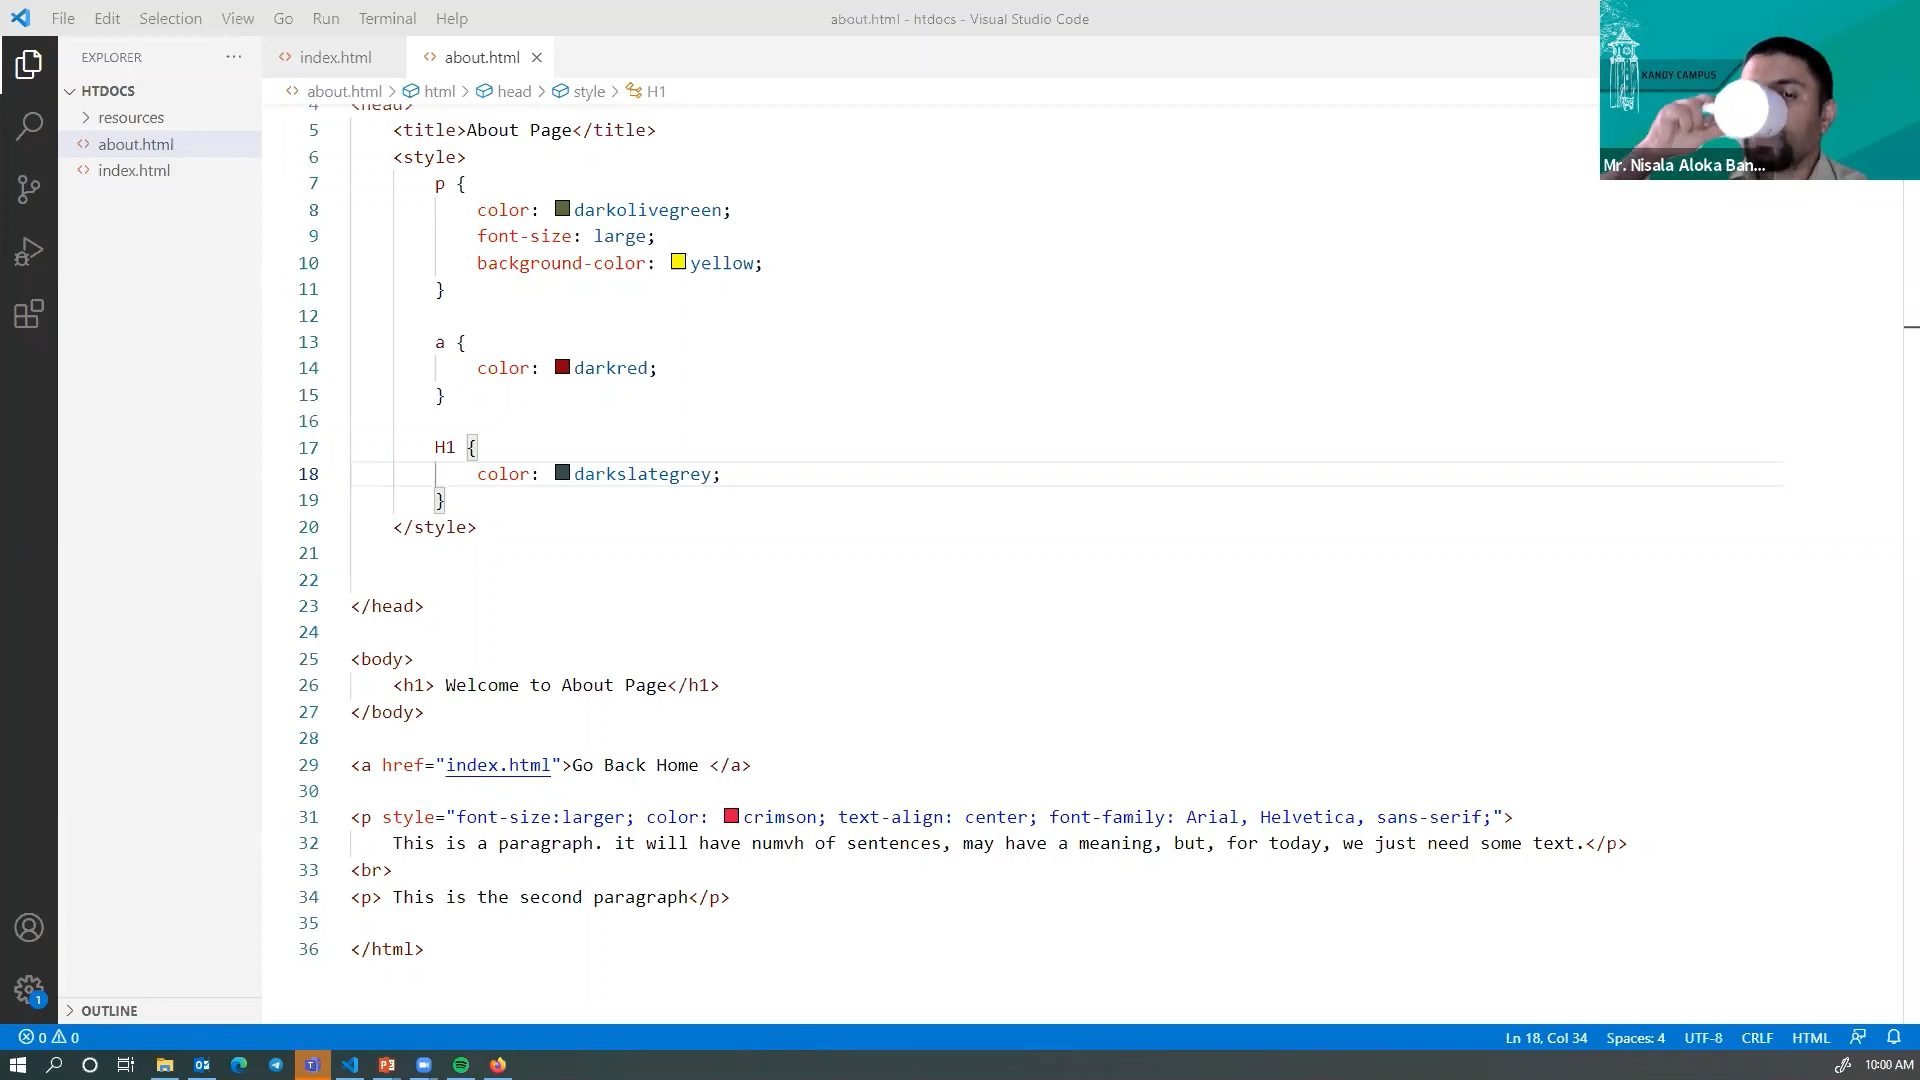 File Edit Selection View Go Run Terminal Help
about.html - htdocs - Visual Studio Code
EXPLORER
HTDOCS
resources
about.html
index.html
OUTLINE
index.html
about.html
about.html > html > head > style > H1
4 <head>
5 <title>About Page</title>
6 <style>
7 p {
8 color: darkolivegreen;
9 font-size: large;
10 background-color: yellow;
11 }
12
13 a {
14 color: darkred;
15 }
16
17 H1 {
18 color: darkslategrey;
19 }
20 </style>
21
22
23 </head>
24
25 <body>
26 <h1> Welcome to About Page</h1>
27 </body>
28
29 <a href="index.html">Go Back Home </a>
30
31 <p style="font-size:larger; color: crimson; text-align: center; font-family: Arial, Helvetica, sans-serif;">
32 This is a paragraph. it will have numvh of sentences, may have a meaning, but, for today, we just need some text.</p>
33 <br>
34 <p> This is the second paragraph</p>
35
36 </html>
KANDY CAMPUS
Mr. Nisala Aloka Ban...
1
0 0
Ln 18, Col 34 Spaces: 4 UTF-8 CRLF HTML
10:00 AM